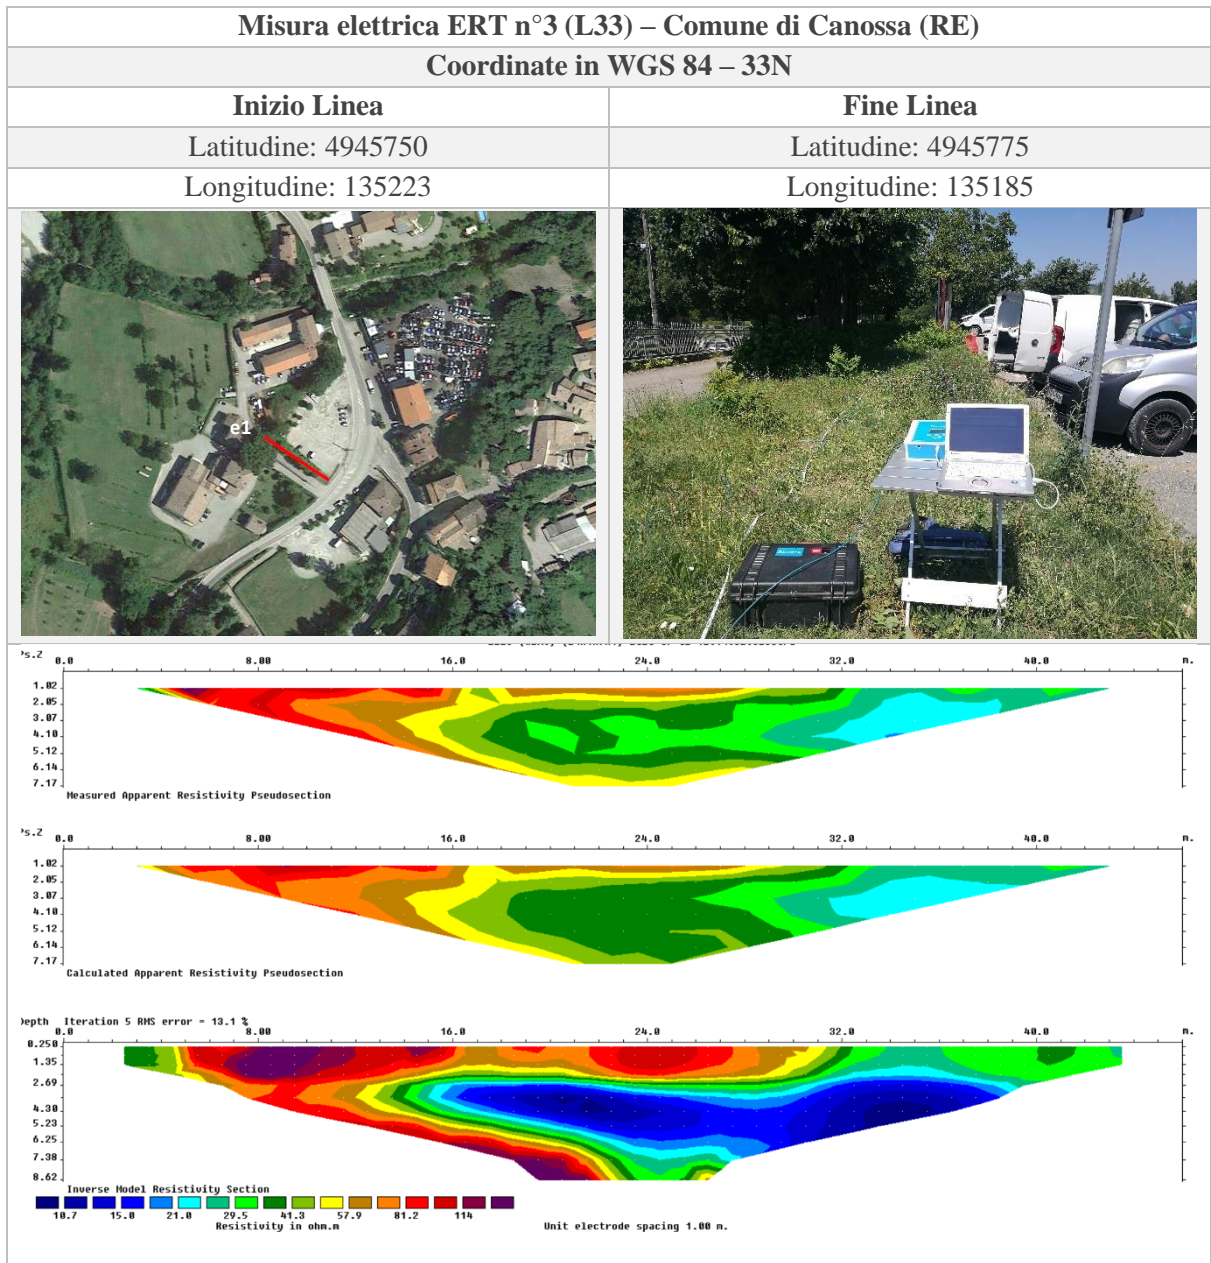 Misura elettrica ERT n°3 (L33) – Comune di Canossa (RE)
Coordinate in WGS 84 – 33N
Inizio Linea
Fine Linea
Latitudine: 4945750
Latitudine: 4945775
Longitudine: 135223
Longitudine: 135185
e1
Ps.Z 0.0 8.00 16.0 24.0 32.0 40.0 m.
1.02
2.05
3.07
4.10
5.12
6.14
7.17
Measured Apparent Resistivity Pseudosection
Ps.Z 0.0 8.00 16.0 24.0 32.0 40.0 m.
1.02
2.05
3.07
4.10
5.12
6.14
7.17
Calculated Apparent Resistivity Pseudosection
Depth Iteration 5 RMS error = 13.1 %
0.0 8.00 16.0 24.0 32.0 40.0 m.
0.250
1.35
2.69
4.30
5.23
6.25
7.38
8.62
Inverse Model Resistivity Section
10.7 15.0 21.0 29.5 41.3 57.9 81.2 114
Resistivity in ohm.m
Unit electrode spacing 1.00 m.